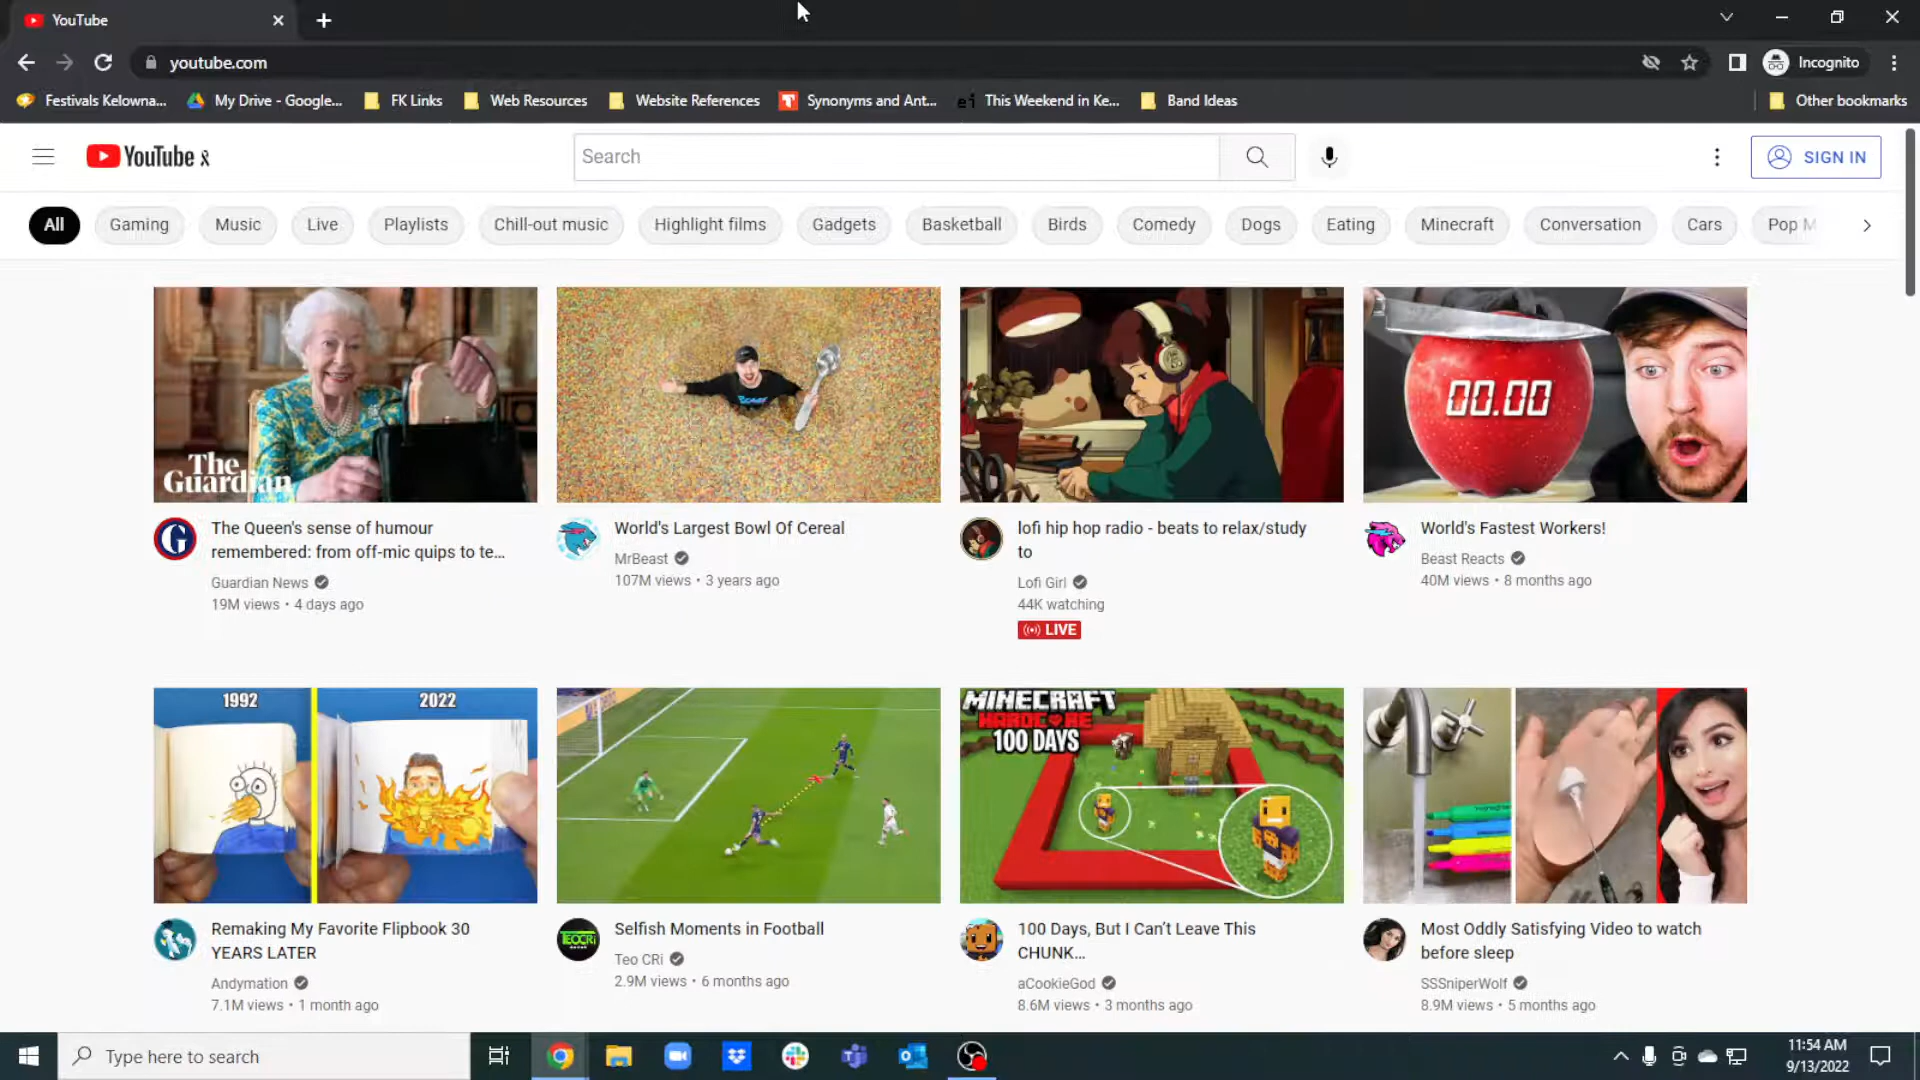 YouTube
youtube.com
Incognito
Festivals Kelowna...
My Drive - Google...
FK Links
Web Resources
Website References
Synonyms and Ant...
This Weekend in Ke...
Band Ideas
Other bookmarks
YouTube
Search
SIGN IN
All
Gaming
Music
Live
Playlists
Chill-out music
Highlight films
Gadgets
Basketball
Birds
Comedy
Dogs
Eating
Minecraft
Conversation
Cars
Pop M
The
Guardian
00.00
The Queen's sense of humour
remembered: from off-mic quips to te...
Guardian News
19M views • 4 days ago
World's Largest Bowl Of Cereal
MrBeast
107M views • 3 years ago
lofi hip hop radio - beats to relax/study
to
Lofi Girl
44K watching
LIVE
World's Fastest Workers!
Beast Reacts
40M views • 8 months ago
1992
2022
MINECRAFT
HARDCORE
100 DAYS
Remaking My Favorite Flipbook 30
YEARS LATER
Andymation
7.1M views • 1 month ago
TEOCRi
Selfish Moments in Football
Teo CRi
2.9M views • 6 months ago
100 Days, But I Can't Leave This
CHUNK...
aCookieGod
8.6M views • 3 months ago
Most Oddly Satisfying Video to watch
before sleep
SSSniperWolf
8.9M views • 5 months ago
Type here to search
11:54 AM
9/13/2022